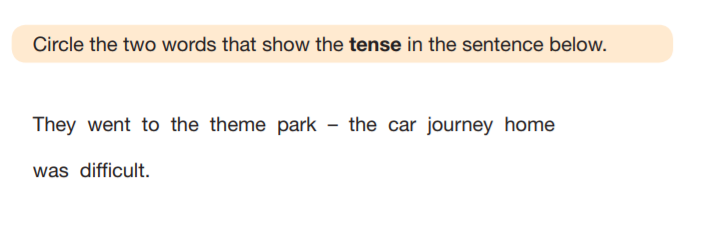 Circle the two words that show the tense in the sentence below.
They went to the theme park – the car journey home
was difficult.